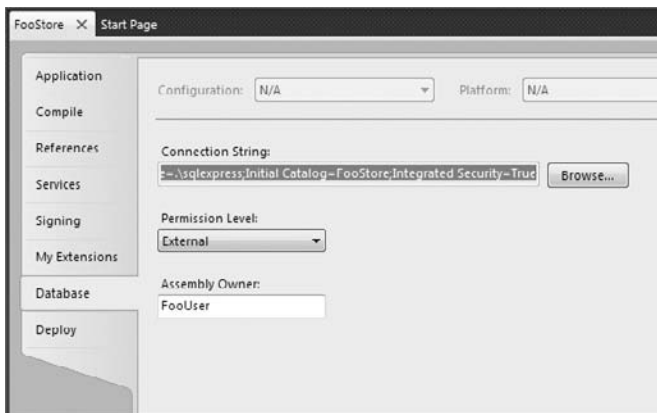 FooStore × Start Page
Application
Configuration: N/A Platform: N/A
Compile
References
Connection String:
=.\sqlexpress;Initial Catalog=FooStore;Integrated Security=True Browse...
Services
Signing
Permission Level:
External
My Extensions
Database
Assembly Owner:
FooUser
Deploy